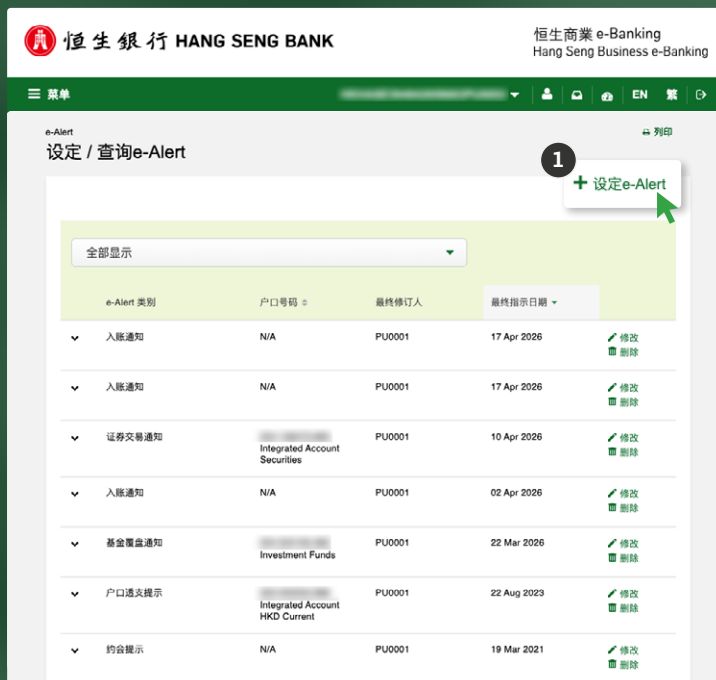 恒生銀行 HANG SENG BANK
恒生商業 e-Banking
Hang Seng Business e-Banking
菜单
EN 繁
e-Alert
列印
设定 / 查询e-Alert
1
+ 设定e-Alert
全部显示
e-Alert 类别 户口号码 最终修订人 最终指示日期
入账通知 N/A PU0001 17 Apr 2026 修改
删除
入账通知 N/A PU0001 17 Apr 2026 修改
删除
证券交易通知 PU0001 10 Apr 2026 修改
Integrated Account 删除
Securities
入账通知 N/A PU0001 02 Apr 2026 修改
删除
基金覆盘通知 PU0001 22 Mar 2026 修改
Investment Funds 删除
户口透支提示 PU0001 22 Aug 2023 修改
Integrated Account 删除
HKD Current
约会提示 N/A PU0001 19 Mar 2021 修改
删除